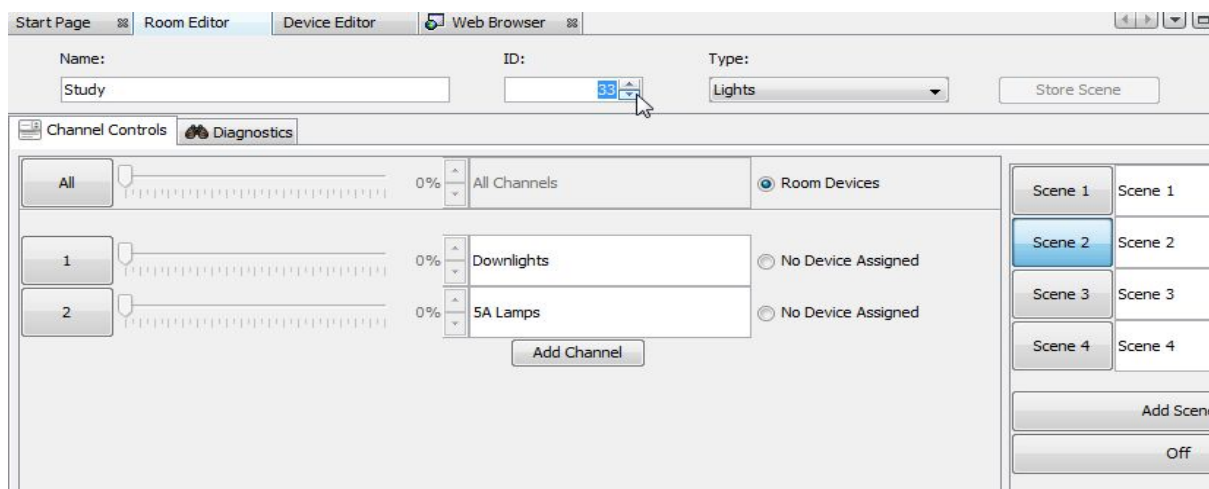 Start Page Room Editor Device Editor Web Browser
Name: ID: Type:
Study 33 Lights Store Scene
Channel Controls Diagnostics
All 0% All Channels Room Devices
Scene 1 Scene 1
1 0% Downlights No Device Assigned
Scene 2 Scene 2
2 0% 5A Lamps No Device Assigned
Scene 3 Scene 3
Add Channel
Scene 4 Scene 4
Add Scen
Off